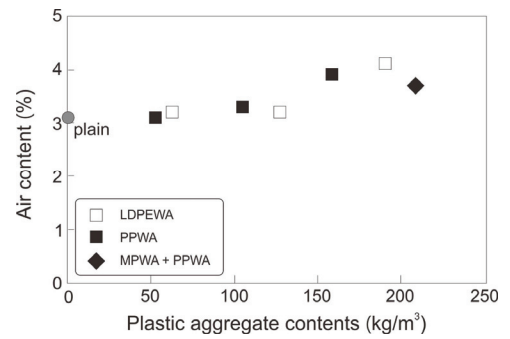 5
4
3
2
1
0
Air content (%)
plain
LDPEWA
PPWA
MPWA + PPWA
0 50 100 150 200 250
Plastic aggregate contents (kg/m³)